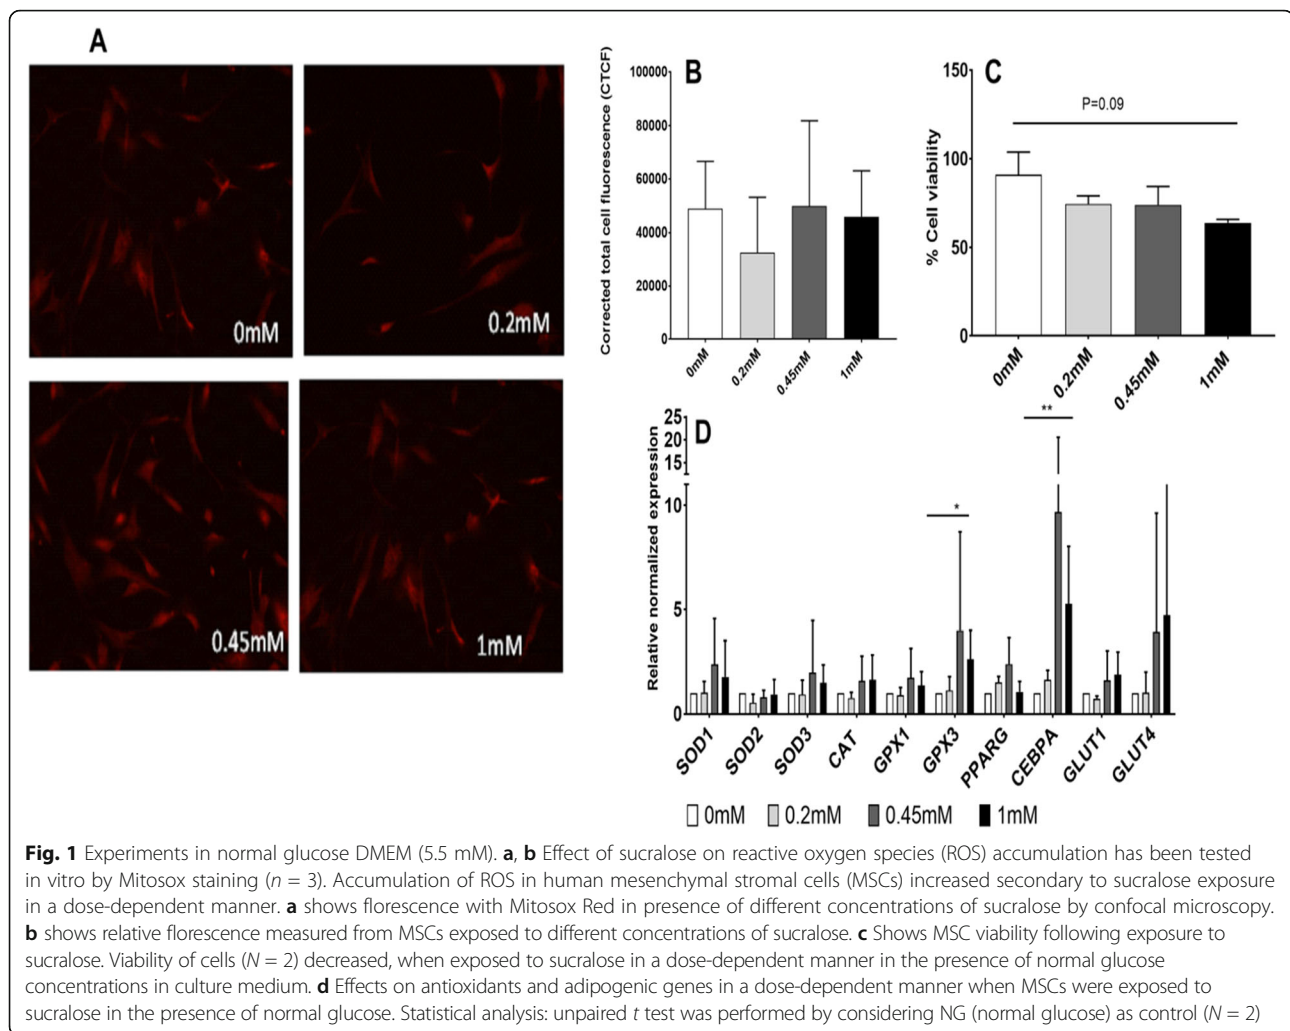 A
0mM
0.2mM
0.45mM
1mM
B
Corrected total cell fluorescence (CTCF)
100000
80000
60000
40000
20000
0
0mM
0.2mM
0.45mM
1mM
C
% Cell viability
150
100
50
0
P=0.09
0mM
0.2mM
0.45mM
1mM
D
Relative normalized expression
25
20
15
10
5
0
*
**
SOD1
SOD2
SOD3
CAT
GPX1
GPX3
PPARG
CEBPA
GLUT1
GLUT4
0mM 0.2mM 0.45mM 1mM
Fig. 1 Experiments in normal glucose DMEM (5.5 mM). a, b Effect of sucralose on reactive oxygen species (ROS) accumulation has been tested
in vitro by Mitosox staining (n = 3). Accumulation of ROS in human mesenchymal stromal cells (MSCs) increased secondary to sucralose exposure
in a dose-dependent manner. a shows florescence with Mitosox Red in presence of different concentrations of sucralose by confocal microscopy.
b shows relative florescence measured from MSCs exposed to different concentrations of sucralose. c Shows MSC viability following exposure to
sucralose. Viability of cells (N = 2) decreased, when exposed to sucralose in a dose-dependent manner in the presence of normal glucose
concentrations in culture medium. d Effects on antioxidants and adipogenic genes in a dose-dependent manner when MSCs were exposed to
sucralose in the presence of normal glucose. Statistical analysis: unpaired t test was performed by considering NG (normal glucose) as control (N = 2)